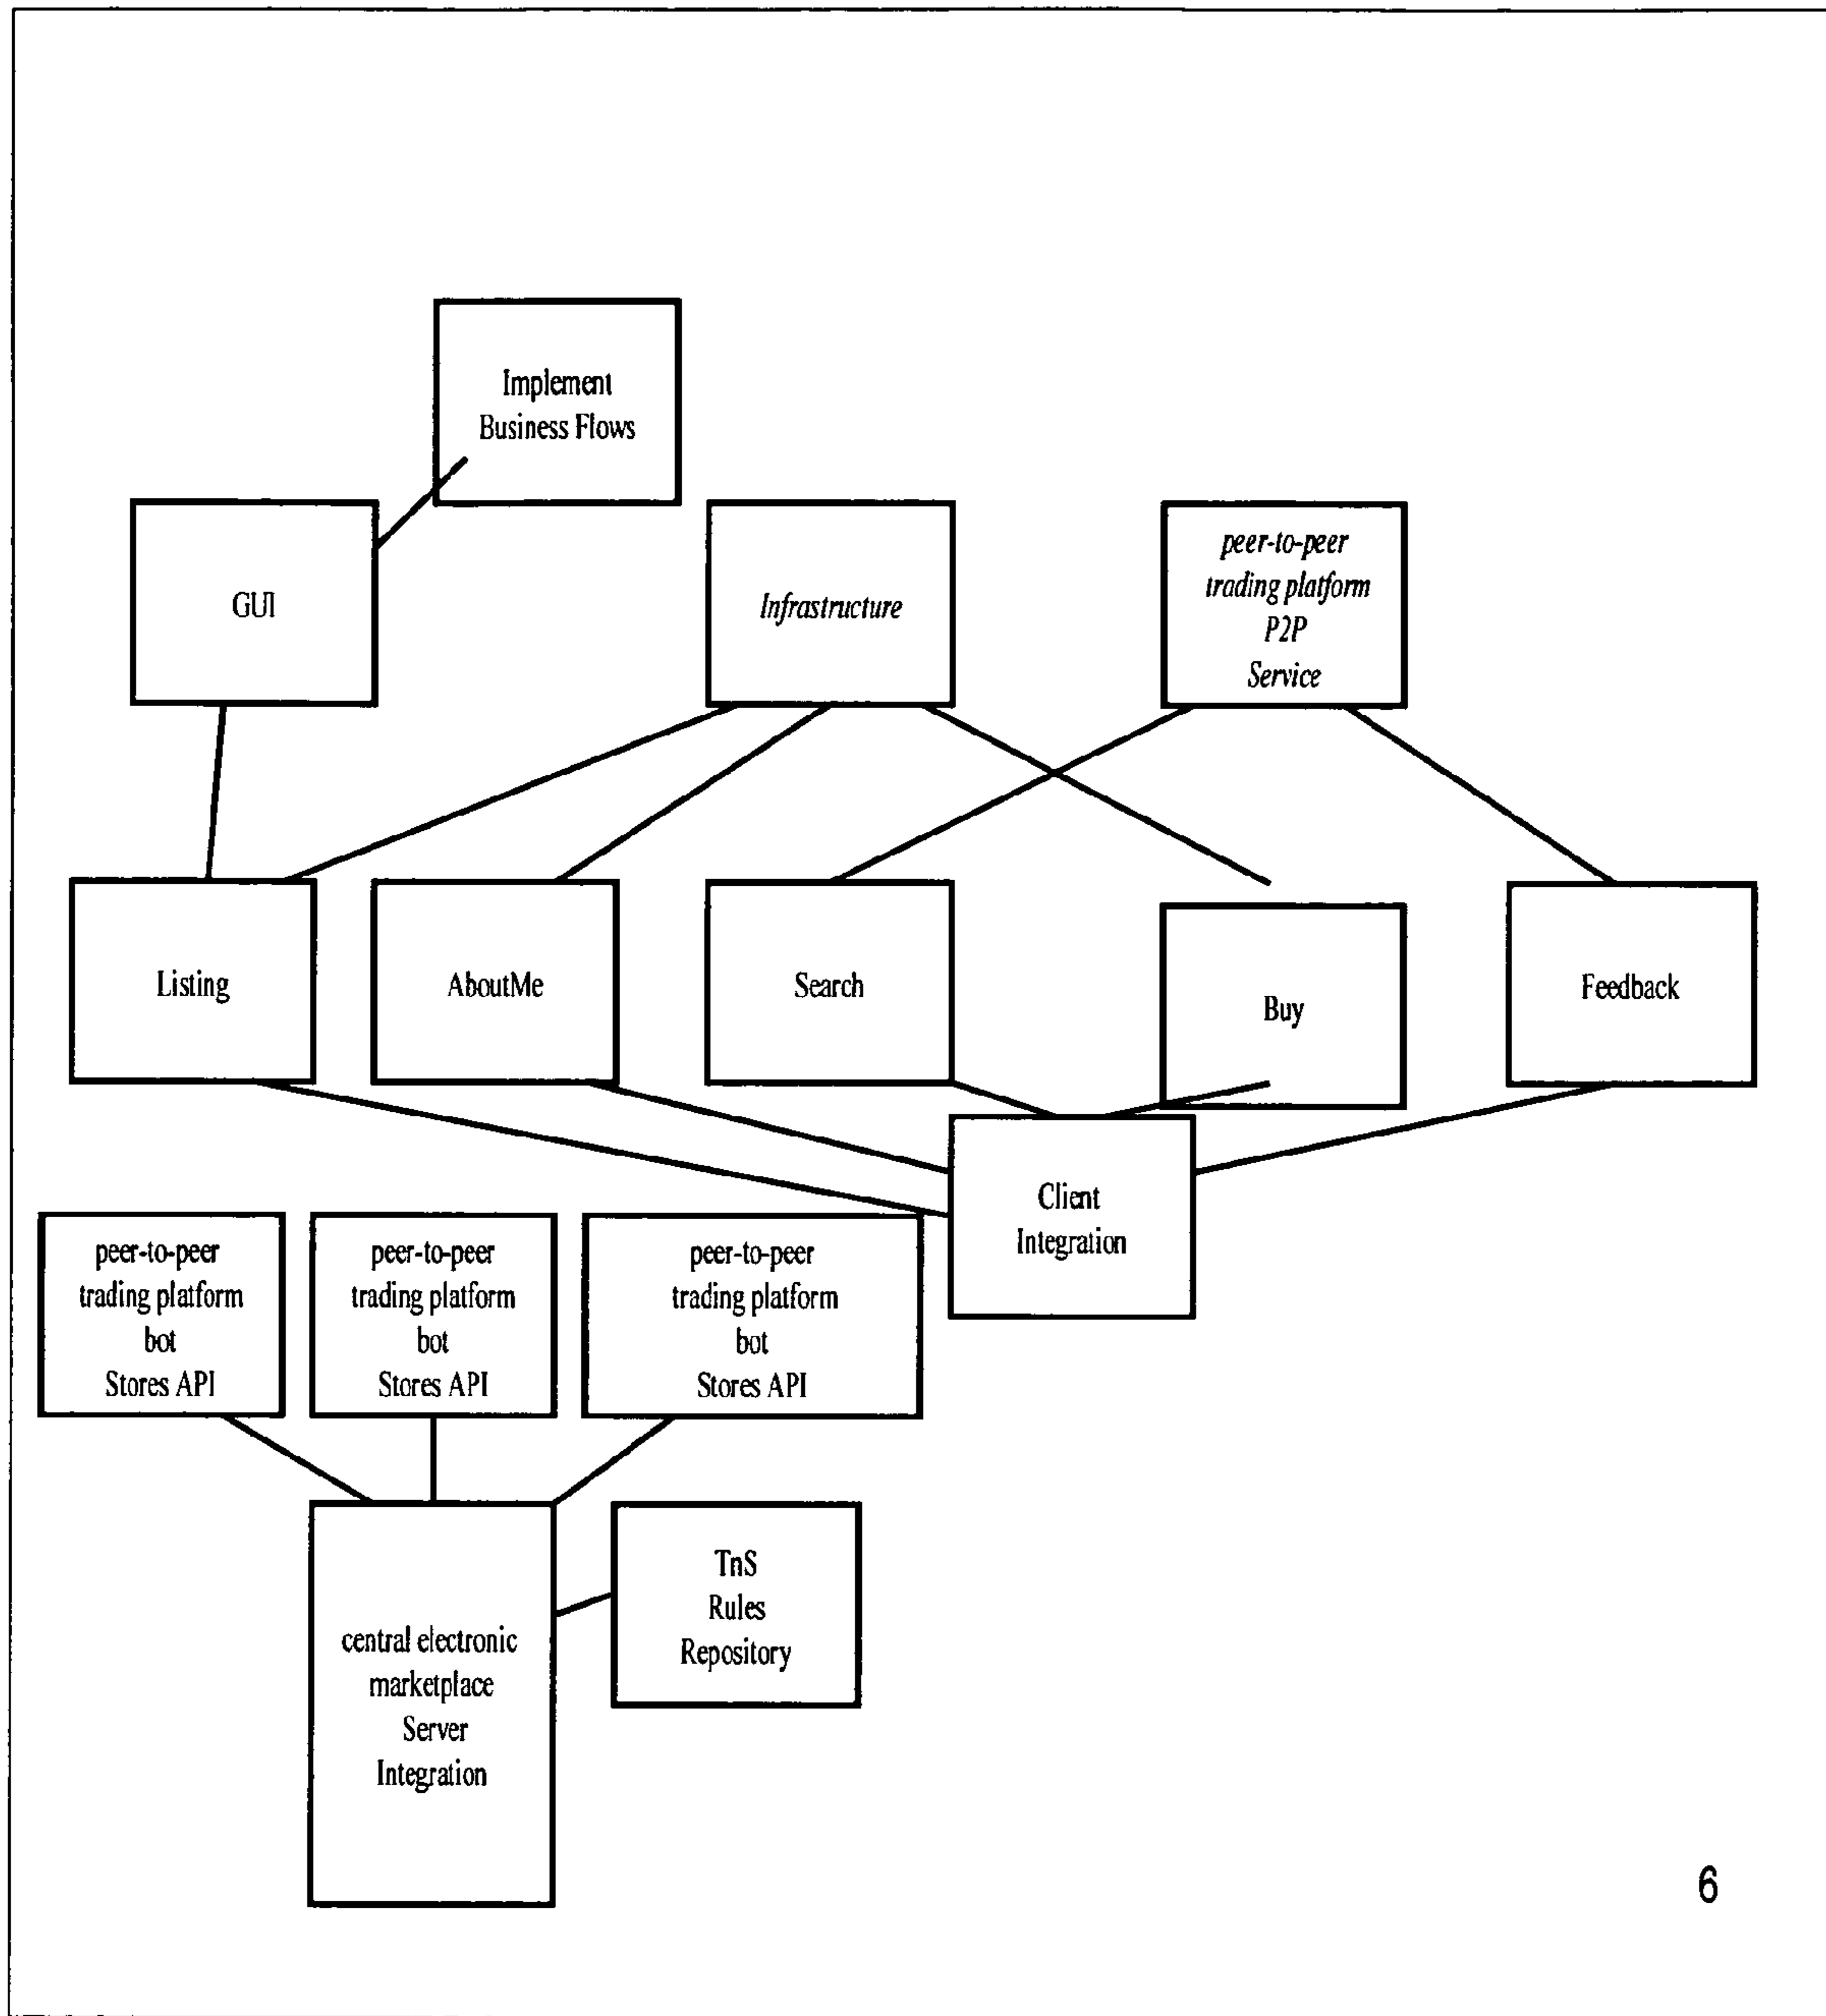 Implement
Business Flows
GUI
Infrastructure
peer-to-peer
trading platform
P2P
Service
Listing
AboutMe
Search
Buy
Feedback
Client
Integration
peer-to-peer
trading platform
bot
Stores API
peer-to-peer
trading platform
bot
Stores API
peer-to-peer
trading platform
bot
Stores API
central electronic
marketplace
Server
Integration
TnS
Rules
Repository
6